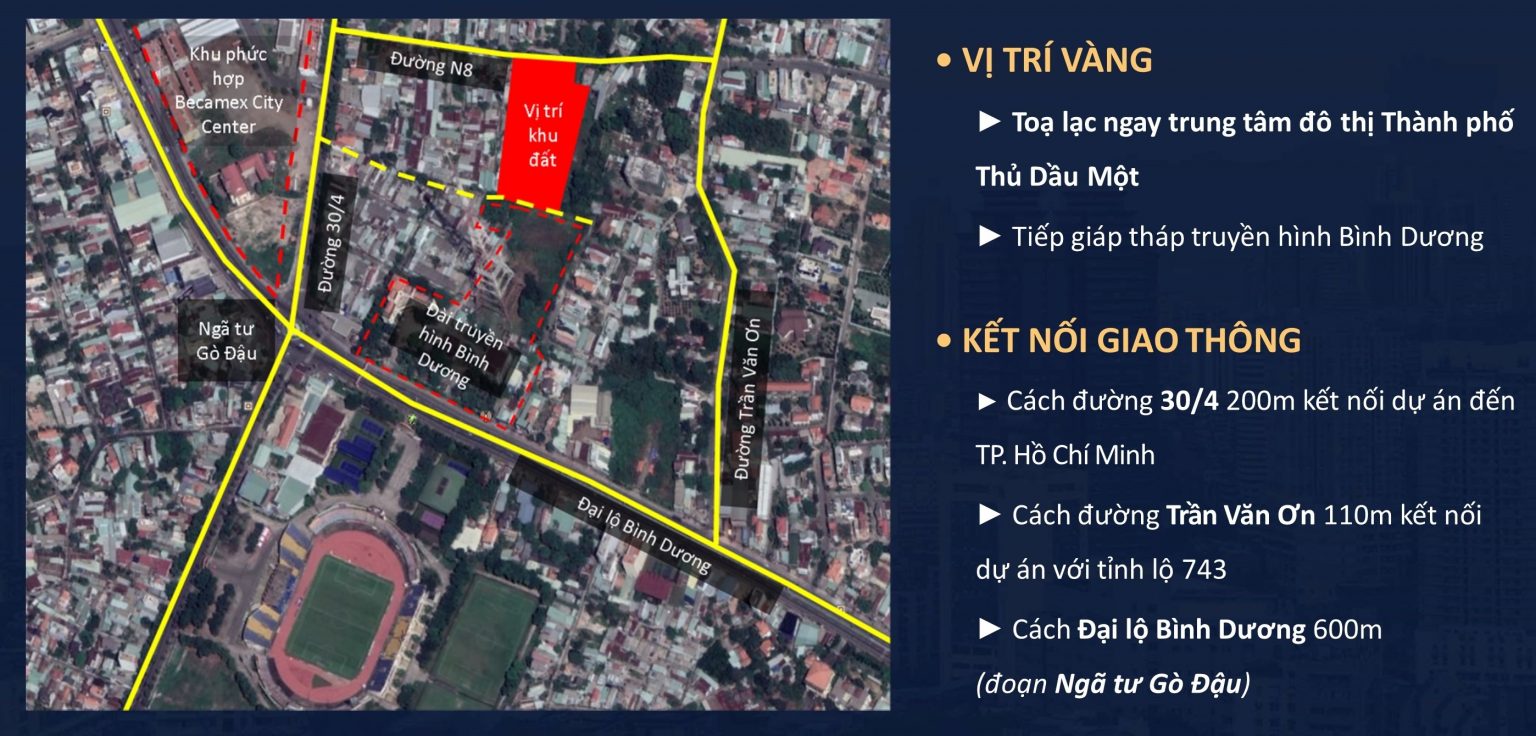 Khu phức
hợp
Becamex City
Center
Đường N8
Vị trí
khu
đất
Đường 30/4
Ngã tư
Gò Đậu
Đài truyền
hình Bình
Dương
Đường Trần Văn Ơn
Đại lộ Bình Dương
• VỊ TRÍ VÀNG
► Toạ lạc ngay trung tâm đô thị Thành phố
Thủ Dầu Một
► Tiếp giáp tháp truyền hình Bình Dương
• KẾT NỐI GIAO THÔNG
► Cách đường 30/4 200m kết nối dự án đến
TP. Hồ Chí Minh
► Cách đường Trần Văn Ơn 110m kết nối
dự án với tỉnh lộ 743
► Cách Đại lộ Bình Dương 600m
(đoạn Ngã tư Gò Đậu)